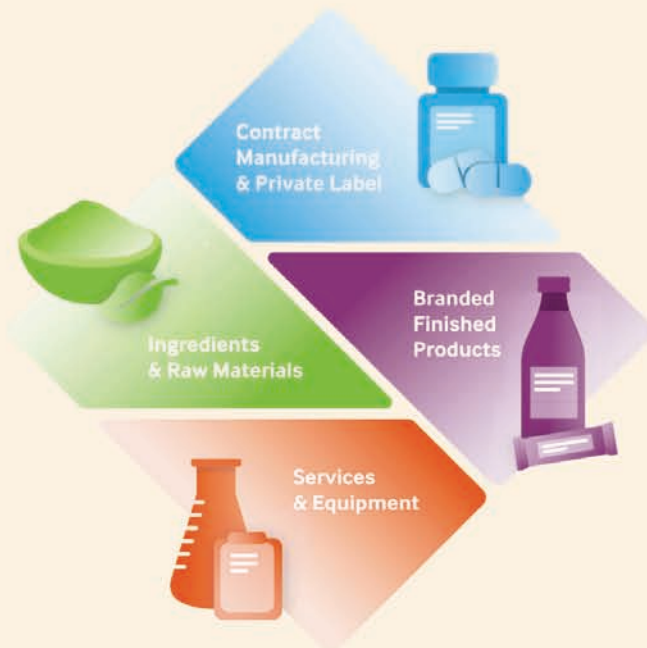 Contract
Manufacturing
& Private Label
Branded
Finished
Products
Ingredients
& Raw Materials
Services
& Equipment